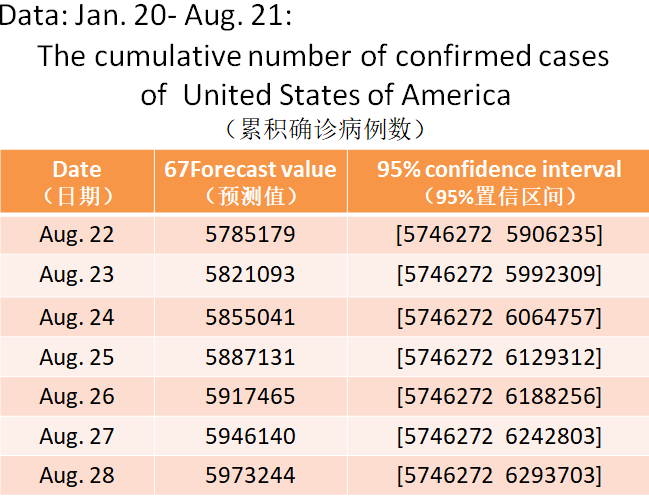 Data: Jan. 20- Aug. 21:
The cumulative number of confirmed cases
of United States of America
（累积确诊病例数）
Date 67Forecast value 95% confidence interval
（日期） （预测值） （95%置信区间）
Aug. 22 5785179 [5746272 5906235]
Aug. 23 5821093 [5746272 5992309]
Aug. 24 5855041 [5746272 6064757]
Aug. 25 5887131 [5746272 6129312]
Aug. 26 5917465 [5746272 6188256]
Aug. 27 5946140 [5746272 6242803]
Aug. 28 5973244 [5746272 6293703]